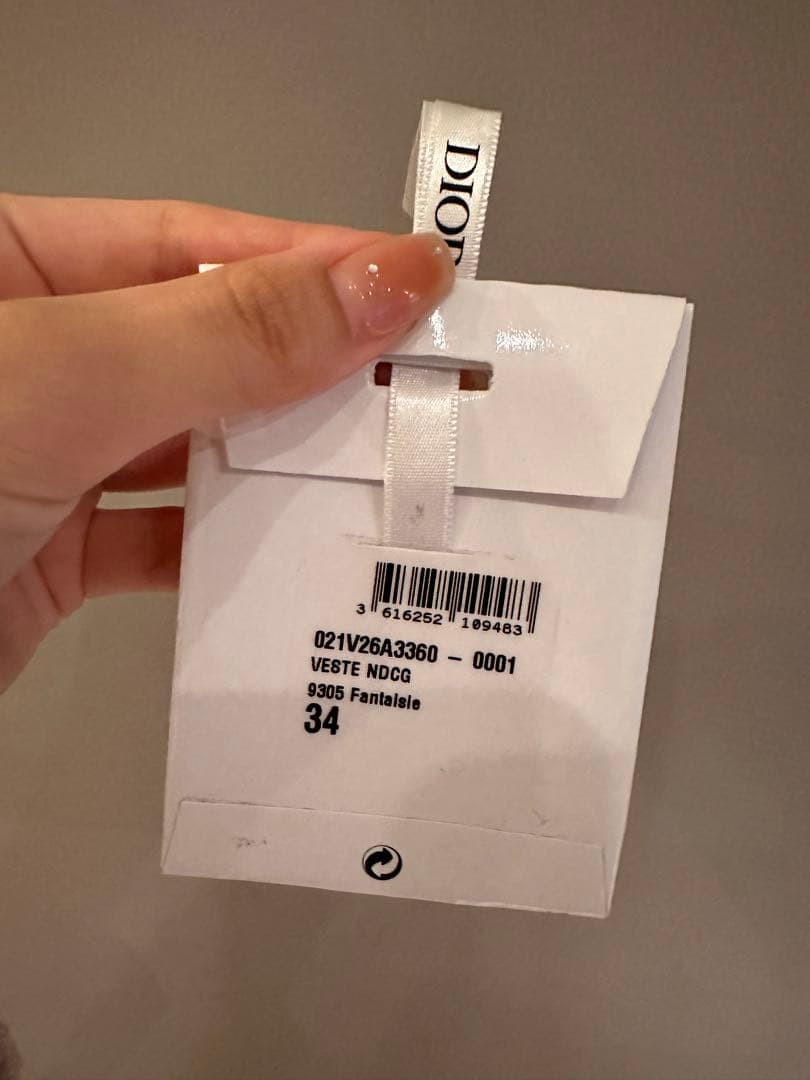 DIOR
3 616252 109483
021V26A3360 - 0001
VESTE NDCG
9305 Fantaisie
34